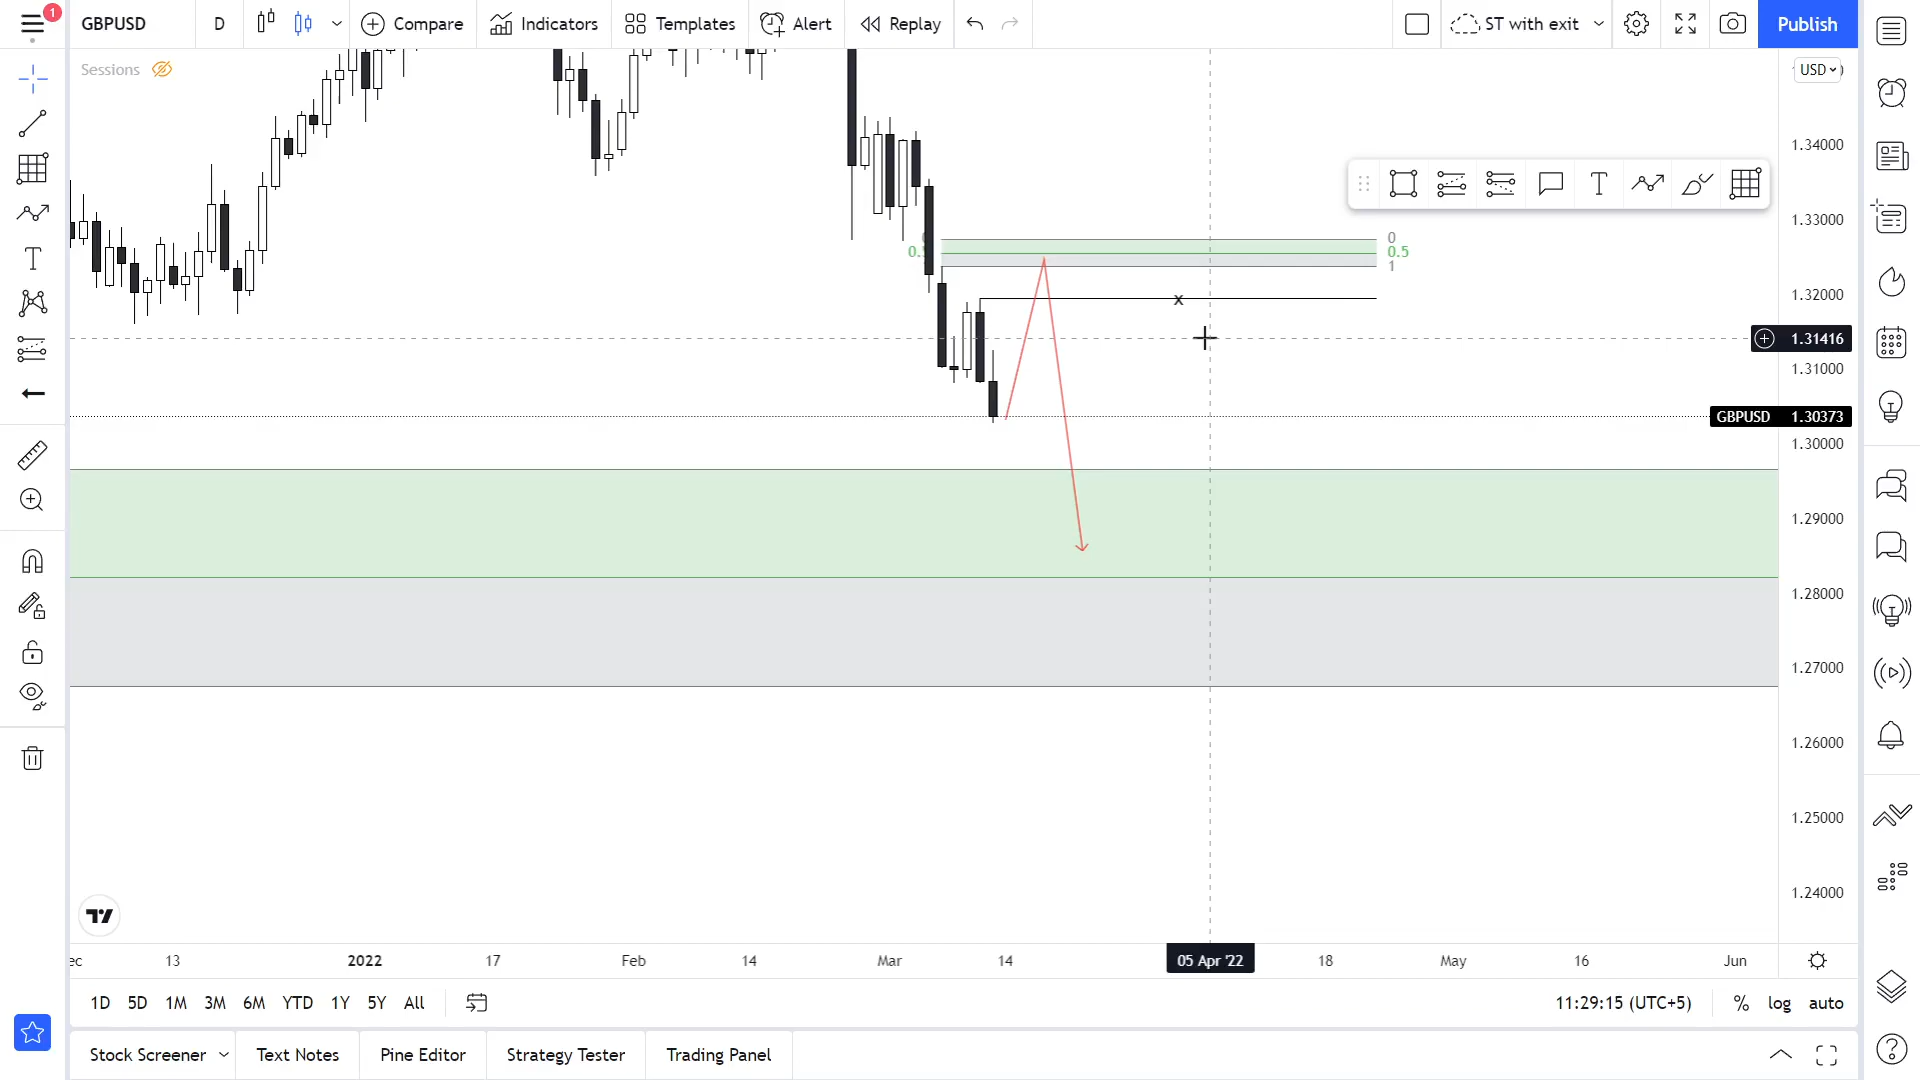 1
GBPUSD
D
Compare
Indicators
Templates
Alert
Replay
ST with exit
Publish
Sessions
USD
1.34000
1.33000
0
0.5
0.5
1
1.32000
x
1.31416
1.31000
GBPUSD 1.30373
1.30000
1.29000
1.28000
1.27000
1.26000
1.25000
1.24000
ec 13 2022 17 Feb 14 Mar 14 05 Apr '22 18 May 16 Jun
1D 5D 1M 3M 6M YTD 1Y 5Y All
11:29:15 (UTC+5) % log auto
Stock Screener
Text Notes
Pine Editor
Strategy Tester
Trading Panel